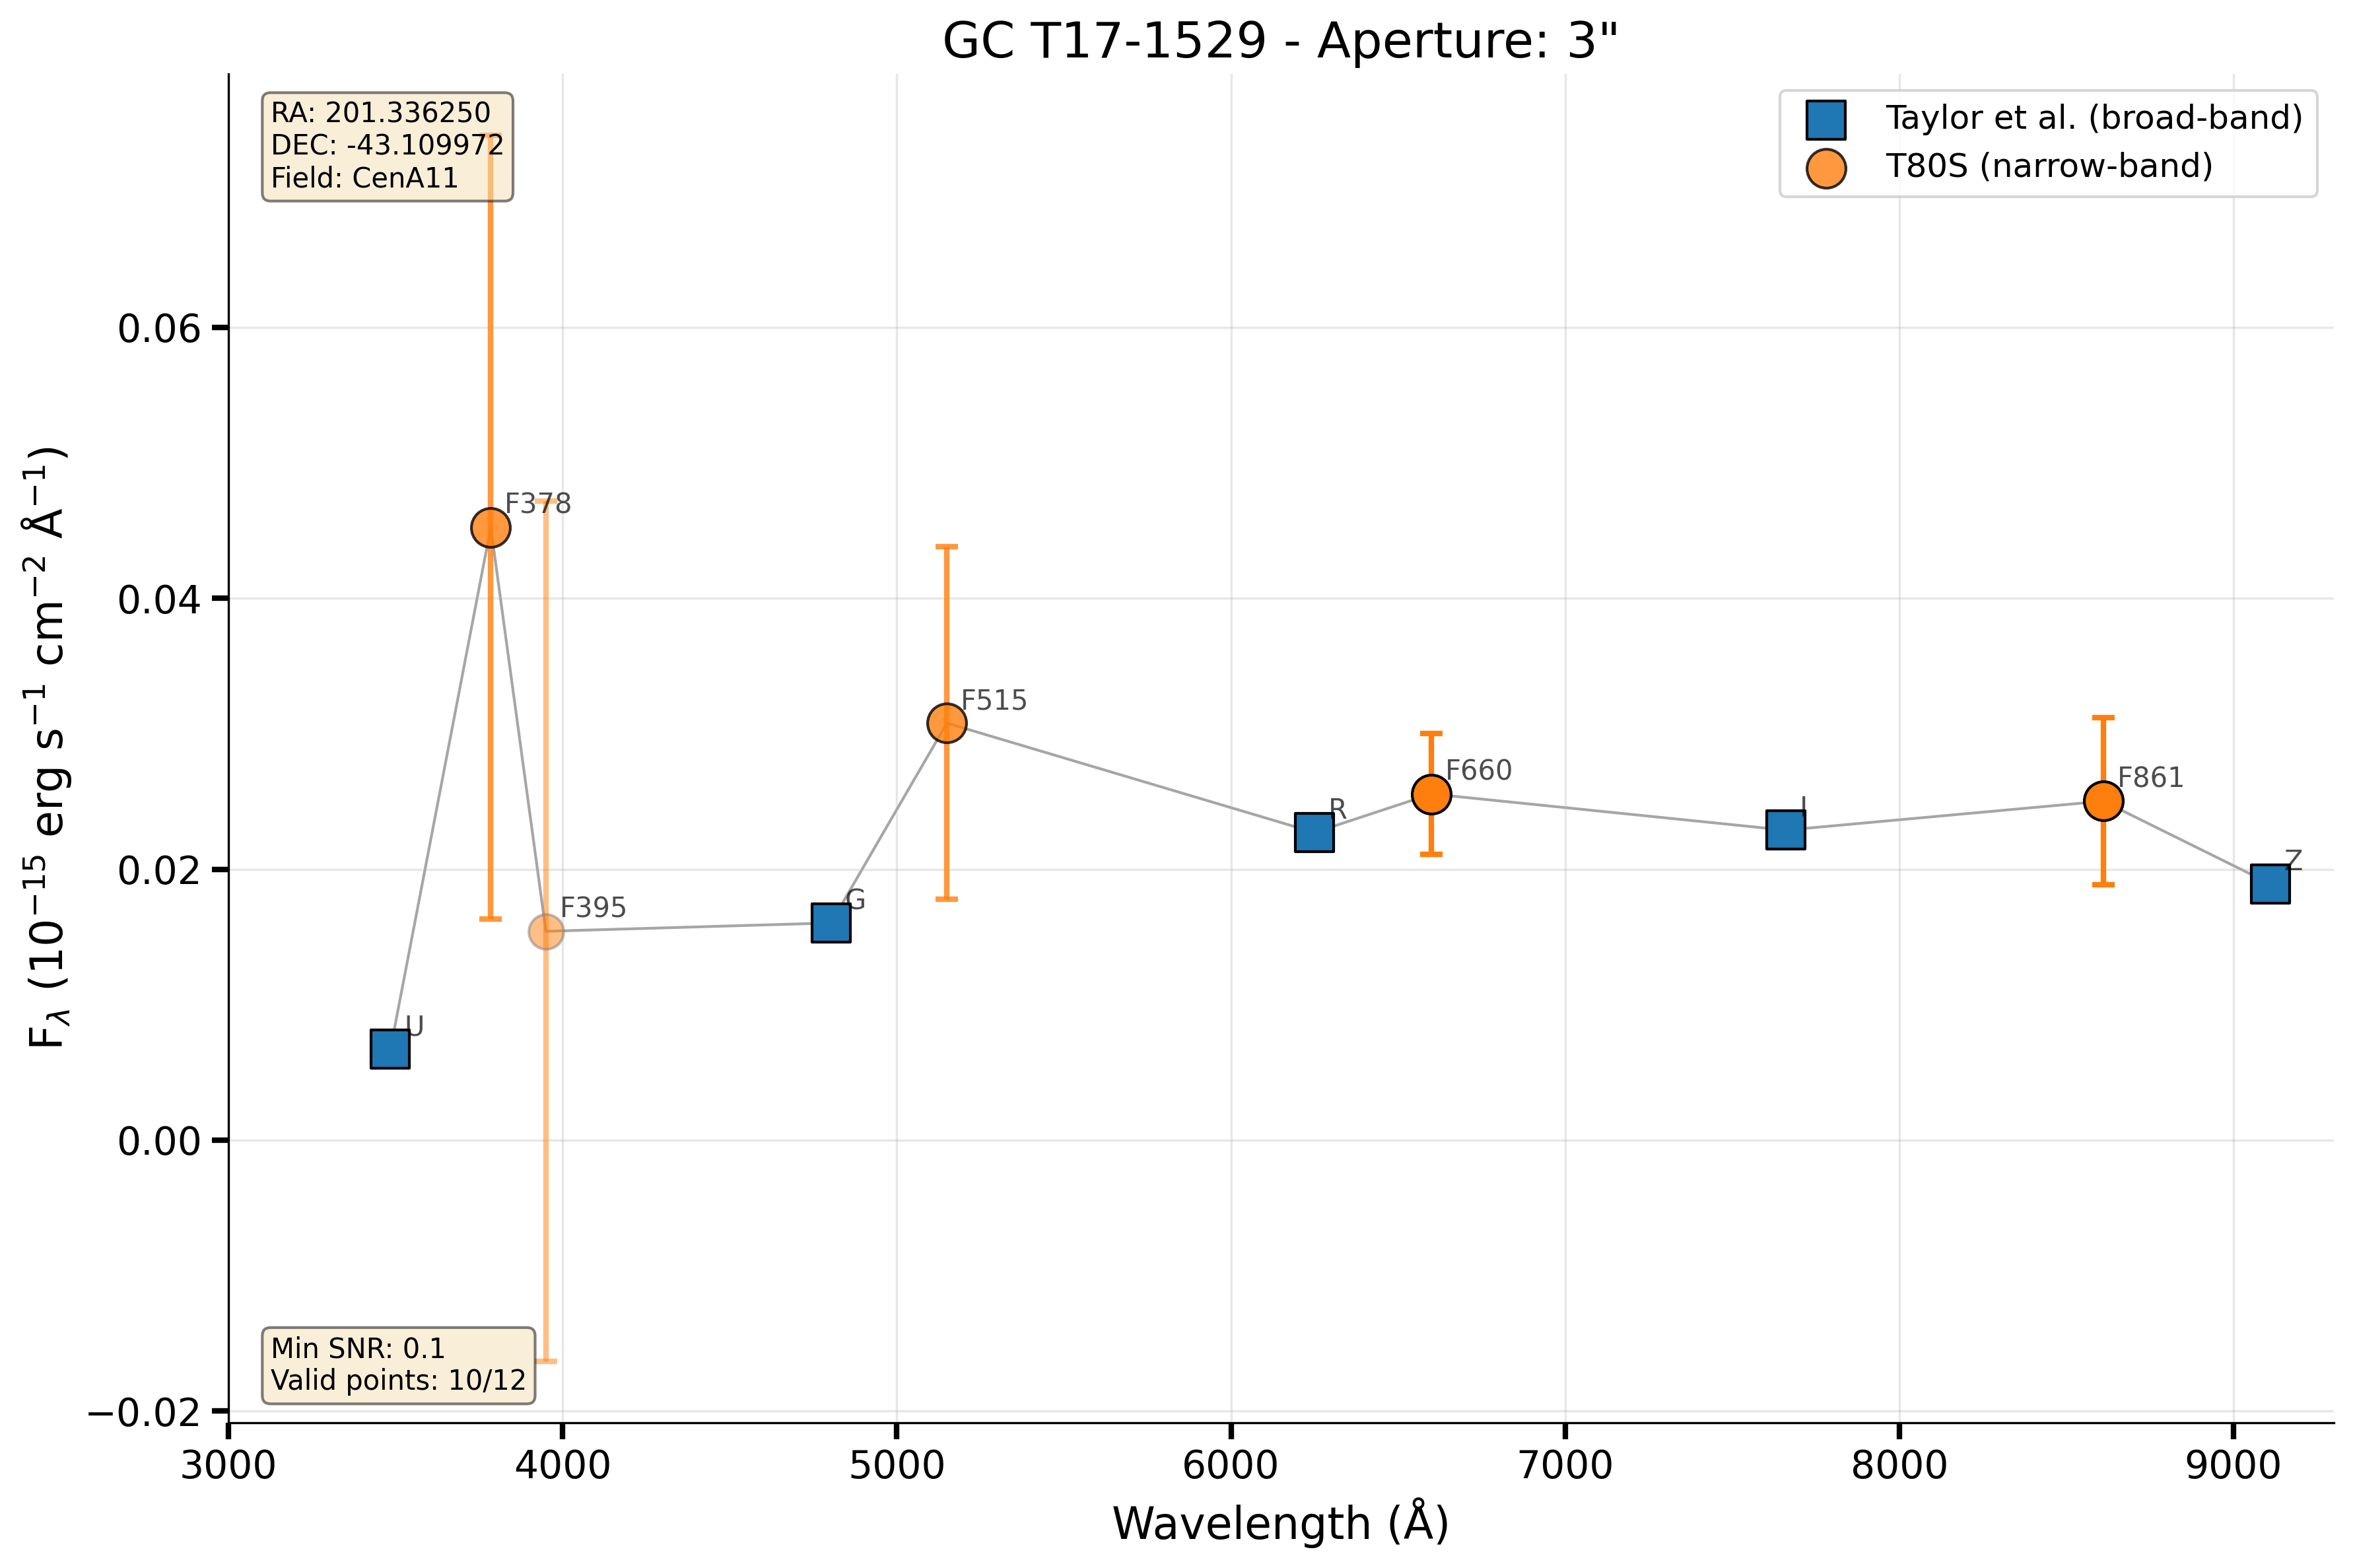 GC T17-1529 - Aperture: 3"
RA: 201.336250
DEC: -43.109972
Field: CenA11
Taylor et al. (broad-band)
T80S (narrow-band)
F378
F395
F515
F660
F861
U
G
R
I
Z
0.06
0.04
0.02
0.00
−0.02
F_λ (10⁻¹⁵ erg s⁻¹ cm⁻² Å⁻¹)
Min SNR: 0.1
Valid points: 10/12
3000 4000 5000 6000 7000 8000 9000
Wavelength (Å)